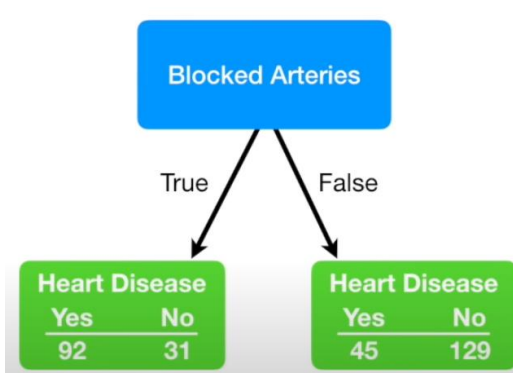 Blocked Arteries
True
False
Heart Disease
Yes No
92 31
Heart Disease
Yes No
45 129